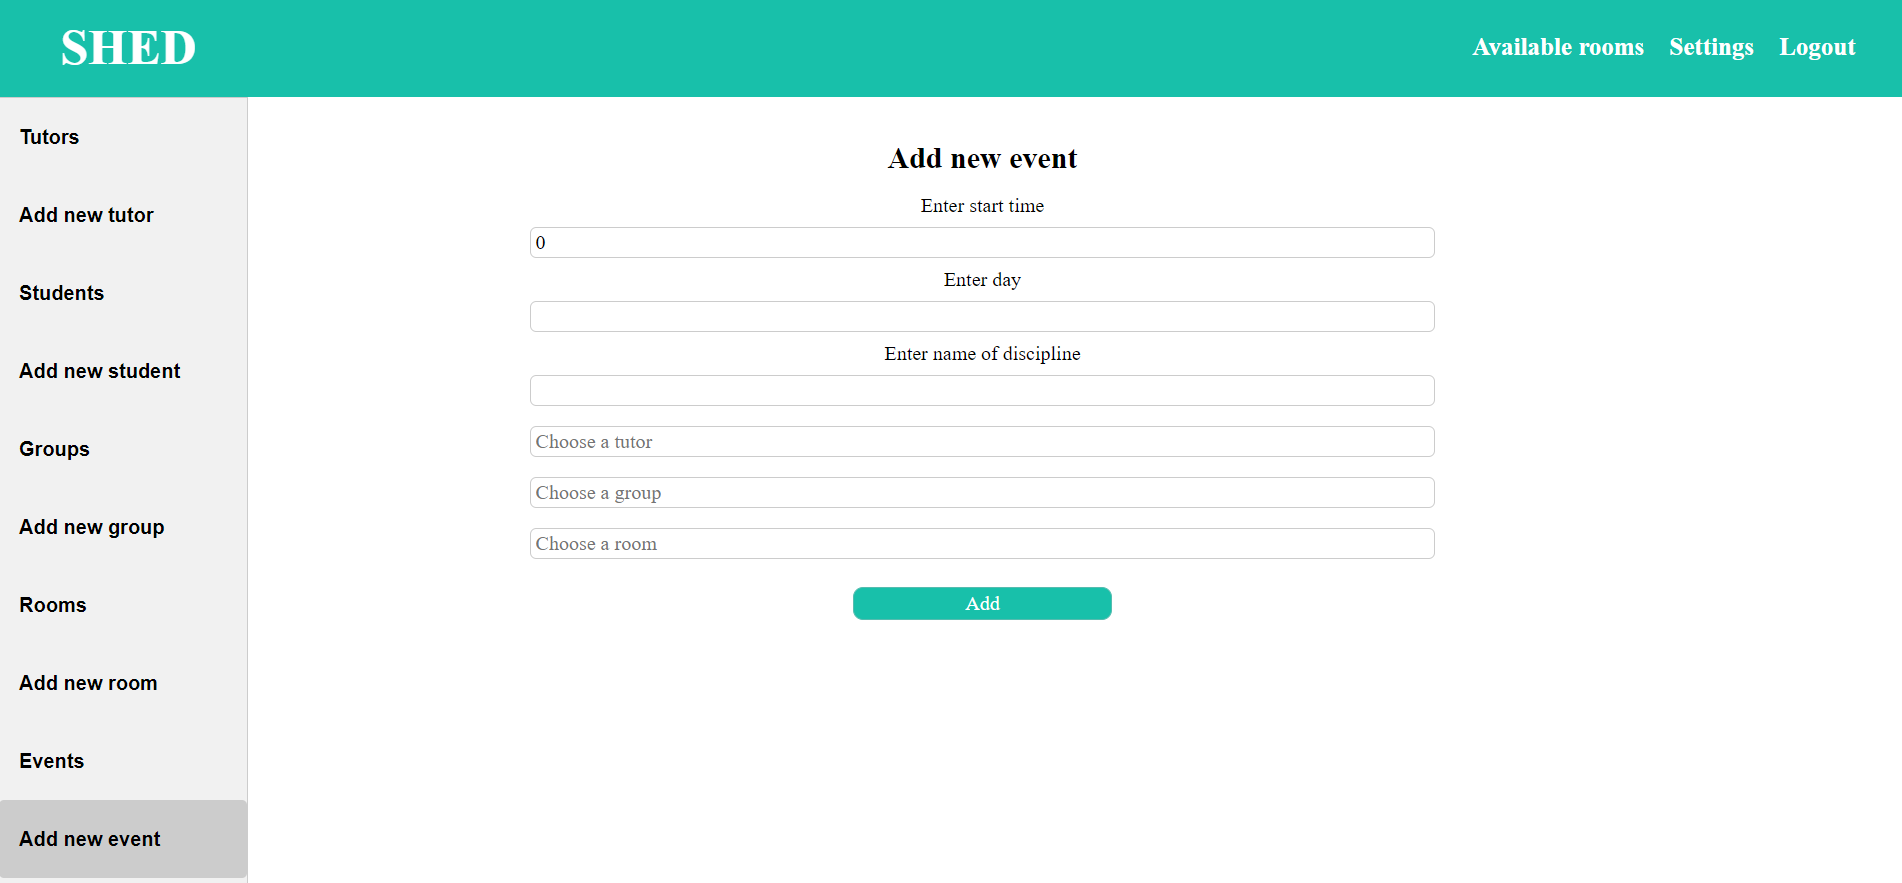 SHED
Available rooms Settings Logout
Tutors
Add new tutor
Students
Add new student
Groups
Add new group
Rooms
Add new room
Events
Add new event
Add new event
Enter start time
0
Enter day
Enter name of discipline
Choose a tutor
Choose a group
Choose a room
Add